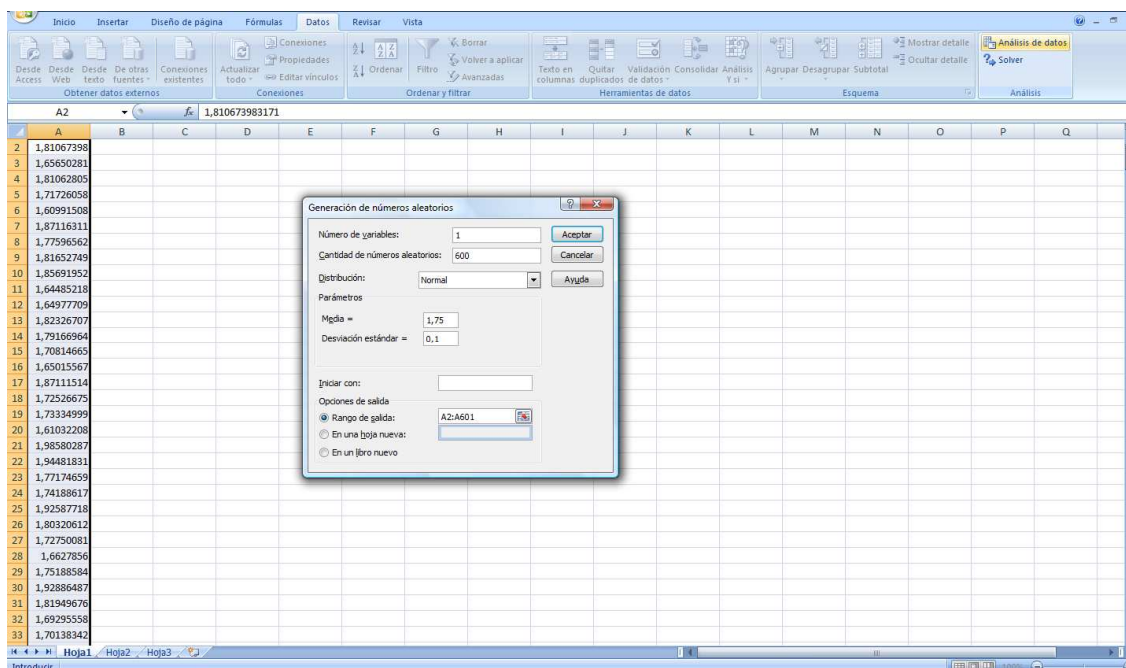 Inicio Insertar Diseño de página Fórmulas Datos Revisar Vista
Desde Access Desde Web Desde texto De otras fuentes Conexiones existentes
Obtener datos externos
Actualizar todo Conexiones Propiedades Editar vínculos
Conexiones
Ordenar Filtro Borrar Volver a aplicar Avanzadas
Ordenar y filtrar
Texto en columnas Quitar duplicados Validación de datos Consolidar Análisis Y si
Herramientas de datos
Agrupar Desagrupar Subtotal Mostrar detalle Ocultar detalle
Esquema
Análisis de datos
Solver
Análisis
A2 fx 1,810673983171
A B C D E F G H I J K L M N O P Q
2 1,81067398
3 1,65650281
4 1,81062805
5 1,71726058
6 1,60991508
7 1,87116311
8 1,77596562
9 1,81652749
10 1,85691952
11 1,64485218
12 1,64977709
13 1,82326707
14 1,79166964
15 1,70814665
16 1,65015567
17 1,87111514
18 1,72526675
19 1,73334999
20 1,61032208
21 1,98580287
22 1,94481831
23 1,77174659
24 1,74188617
25 1,92587718
26 1,80320612
27 1,72750081
28 1,6627856
29 1,75188584
30 1,92886487
31 1,81949676
32 1,69295558
33 1,70138342
Generación de números aleatorios
Número de variables: 1 Aceptar
Cantidad de números aleatorios: 600 Cancelar
Distribución: Normal Ayuda
Parámetros
Media = 1,75
Desviación estándar = 0,1
Iniciar con:
Opciones de salida
Rango de salida: A2:A601
En una hoja nueva:
En un libro nuevo
Hoja1 Hoja2 Hoja3
Introducir 100%